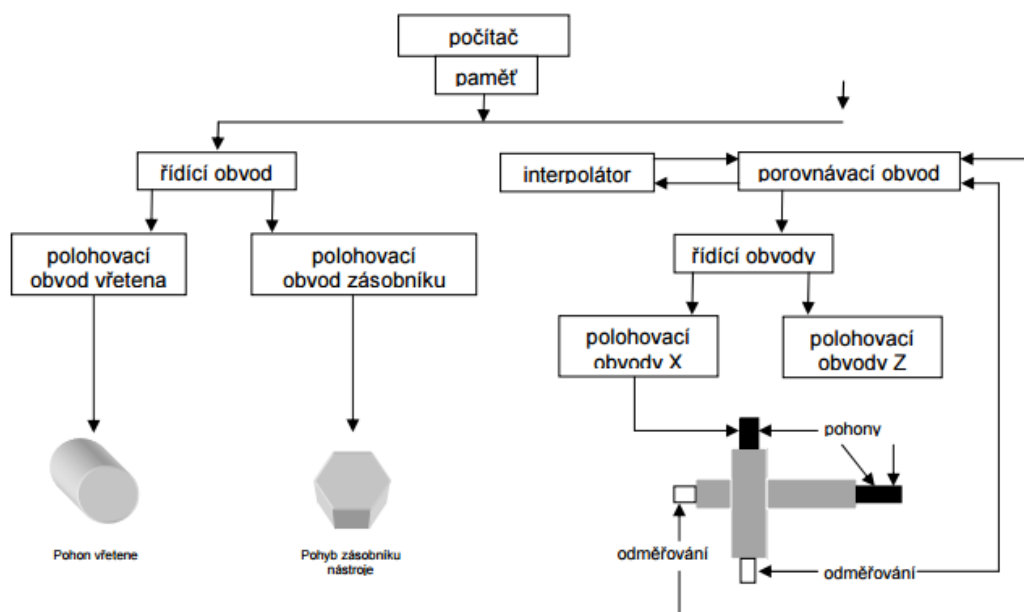 počítač
paměť
řídící obvod
interpolátor
porovnávací obvod
polohovací
obvod vřetena
polohovací
obvod zásobníku
řídící obvody
polohovací
obvody X
polohovací
obvody Z
pohony
odměřování
odměřování
Pohon vřetene
Pohyb zásobníku
nástroje